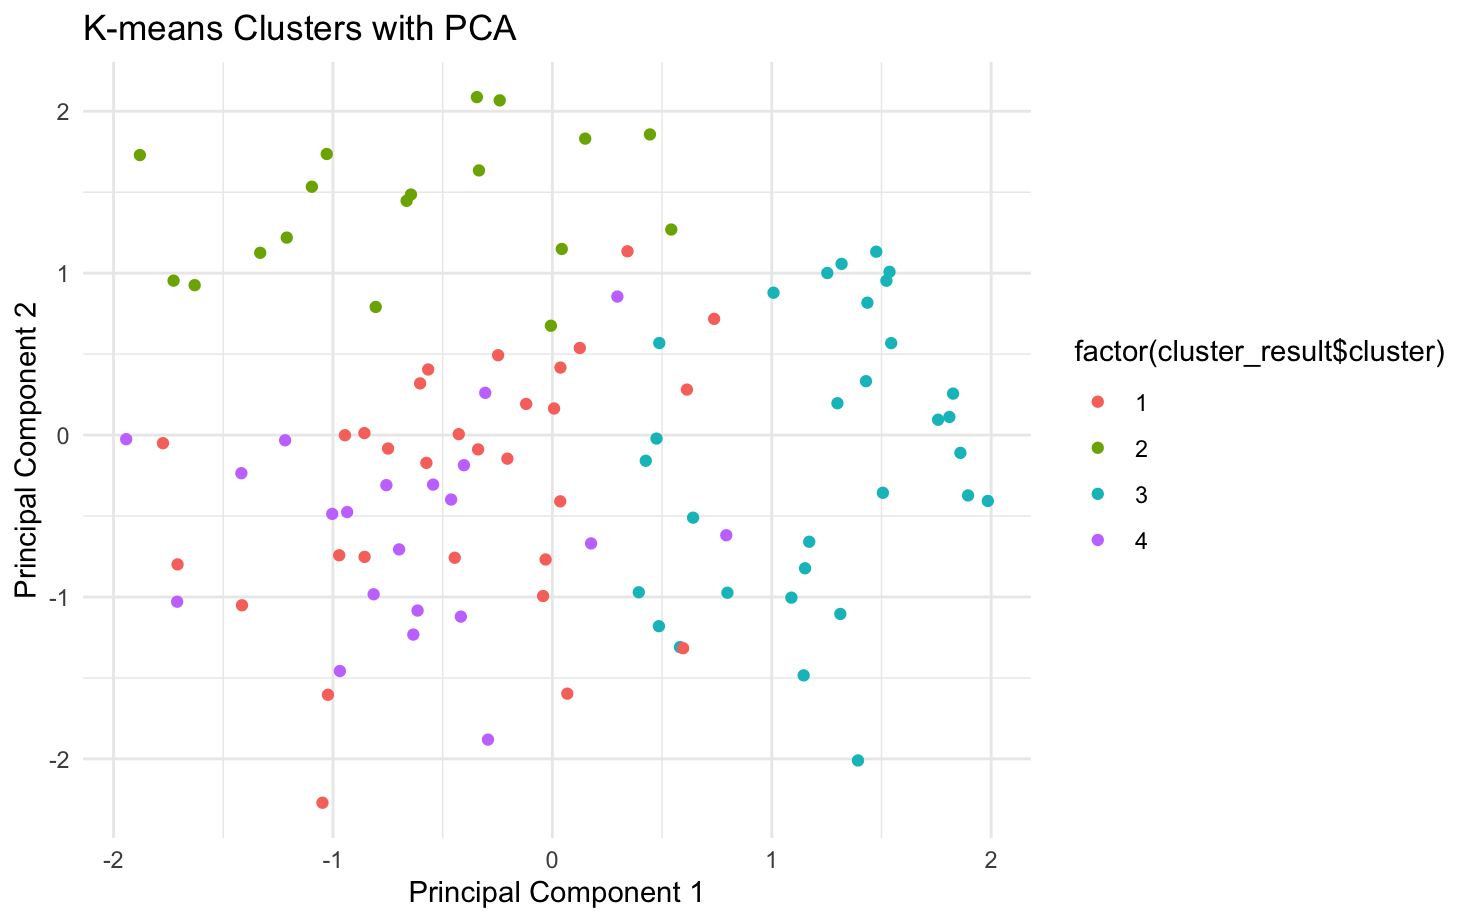 K-means Clusters with PCA
2
1
0
-1
-2
Principal Component 2
-2 -1 0 1 2
Principal Component 1
factor(cluster_result$cluster)
1
2
3
4